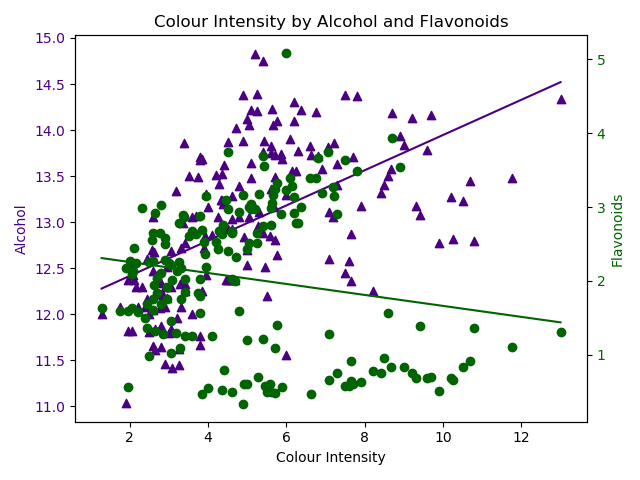 Colour Intensity by Alcohol and Flavonoids
15.0
14.5
14.0
13.5
13.0
12.5
12.0
11.5
11.0
Alcohol
5
4
3
2
1
Flavonoids
2 4 6 8 10 12
Colour Intensity